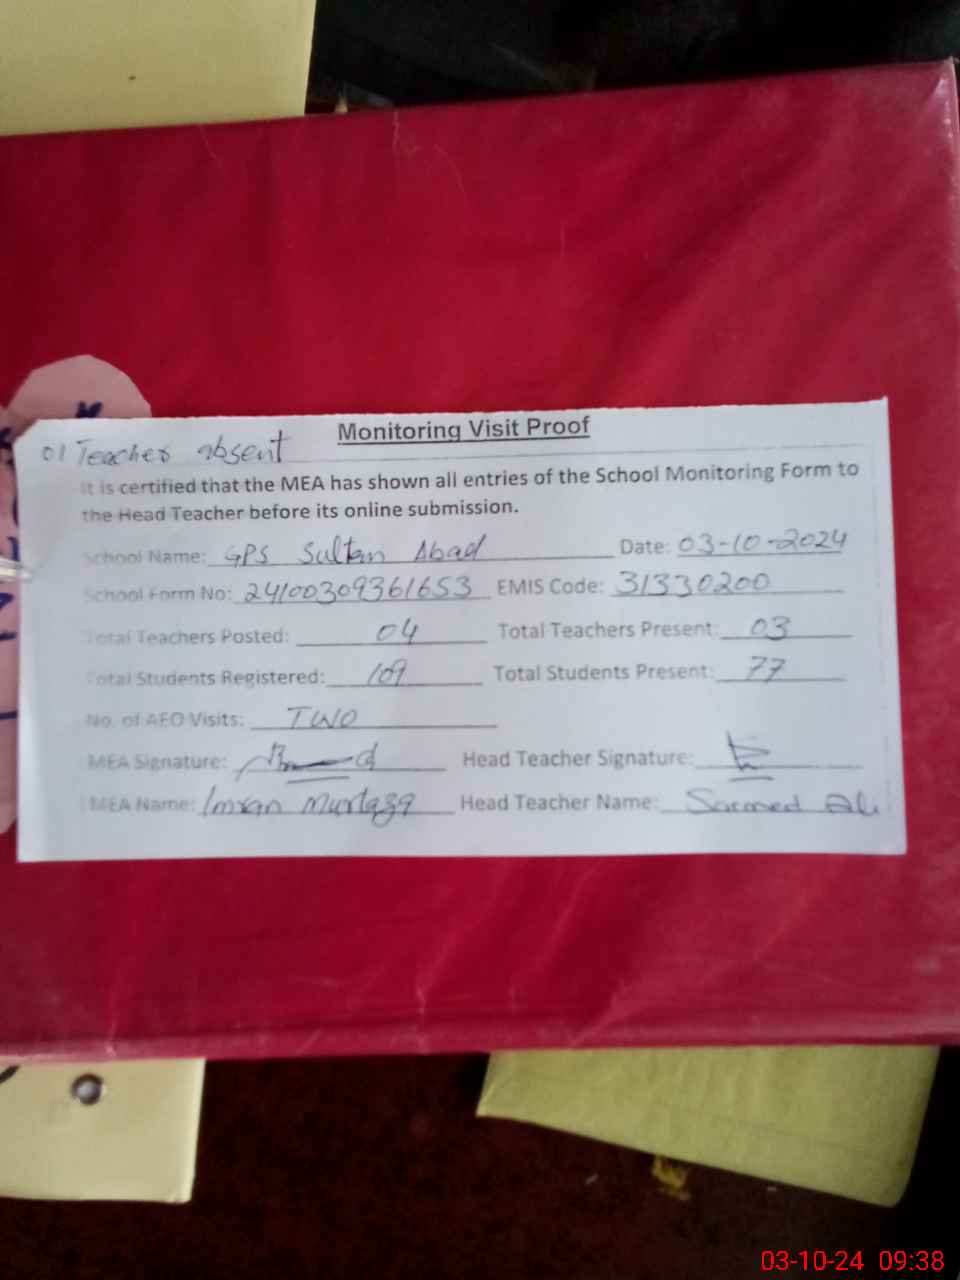 Monitoring Visit Proof
01 Teacher absent
It is certified that the MEA has shown all entries of the School Monitoring Form to
the Head Teacher before its online submission.
School Name: GPS Sultan Abad Date: 03-10-2024
School Form No: 24100309361653 EMIS Code: 31330200
Total Teachers Posted: 04 Total Teachers Present: 03
Total Students Registered: 109 Total Students Present: 77
No. of AEO Visits: TWO
MEA Signature: Head Teacher Signature:
MEA Name: Imran Murtaza Head Teacher Name: Sarmed Ali
03-10-24 09:38